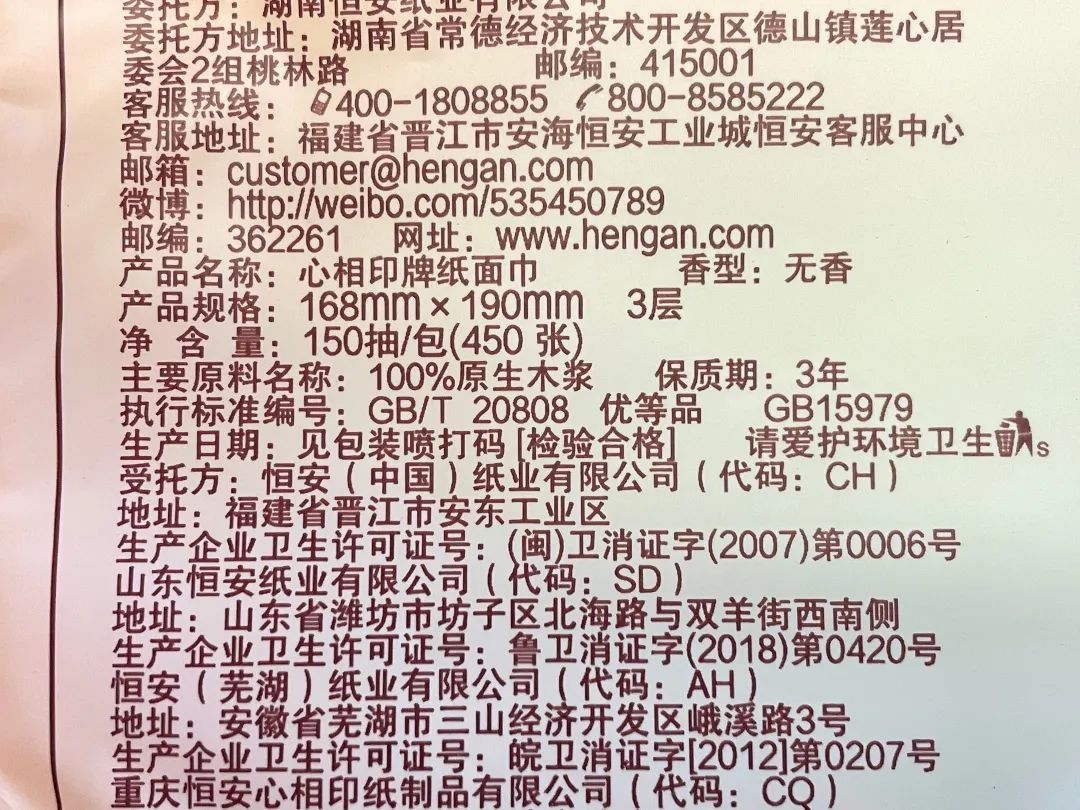 委托方：湖南恒安纸业有限公司
委托方地址：湖南省常德经济技术开发区德山镇莲心居
委会2组桃林路 邮编：415001
客服热线：400-1808855 800-8585222
客服地址：福建省晋江市安海恒安工业城恒安客服中心
邮箱：customer@hengan.com
微博：http://weibo.com/535450789
邮编：362261 网址：www.hengan.com
产品名称：心相印牌纸面巾 香型：无香
产品规格：168mm×190mm 3层
净 含 量：150抽/包(450 张)
主要原料名称：100%原生木浆 保质期：3年
执行标准编号：GB/T 20808 优等品 GB15979
生产日期：见包装喷打码 [检验合格] 请爱护环境卫生 s
受托方：恒安（中国）纸业有限公司（代码：CH）
地址：福建省晋江市安东工业区
生产企业卫生许可证号：(闽)卫消证字(2007)第0006号
山东恒安纸业有限公司（代码：SD）
地址：山东省潍坊市坊子区北海路与双羊街西南侧
生产企业卫生许可证号：鲁卫消证字(2018)第0420号
恒安（芜湖）纸业有限公司（代码：AH）
地址：安徽省芜湖市三山经济开发区峨溪路3号
生产企业卫生许可证号：皖卫消证字[2012]第0207号
重庆恒安心相印纸制品有限公司（代码：CQ）